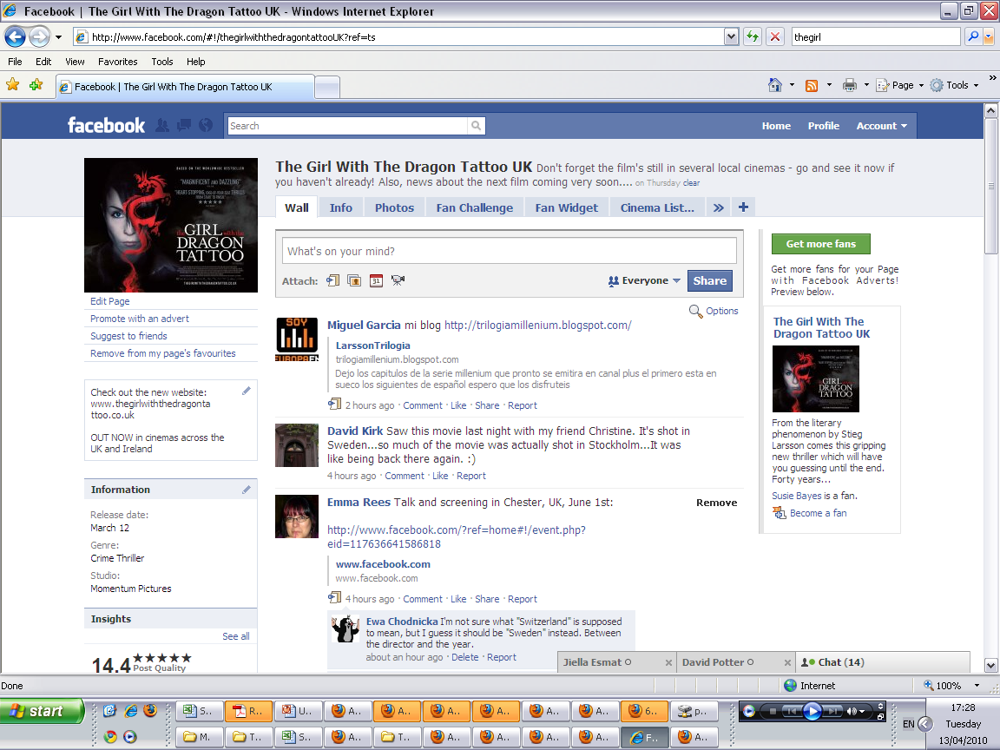 Facebook | The Girl With The Dragon Tattoo UK - Windows Internet Explorer
http://www.facebook.com/#!/thegirlwiththedragontattooUK?ref=ts
thegirl
File Edit View Favorites Tools Help
Facebook | The Girl With The Dragon Tattoo UK
Page Tools
facebook
Search
Home Profile Account
THE GIRL with the DRAGON TATTOO
Edit Page
Promote with an advert
Suggest to friends
Remove from my page's favourites
Check out the new website:
www.thegirlwiththedragonta
ttoo.co.uk
OUT NOW in cinemas across the
UK and Ireland
Information
Release date:
March 12
Genre:
Crime Thriller
Studio:
Momentum Pictures
Insights
See all
14.4 Post Quality
The Girl With The Dragon Tattoo UK Don't forget the film's still in several local cinemas - go and see it now if
you haven't already! Also, news about the next film coming very soon.... on Thursday clear
Wall Info Photos Fan Challenge Fan Widget Cinema List... » +
What's on your mind?
Attach: 31 Everyone Share
Options
SOY
EUROPAEN
Miguel Garcia mi blog http://trilogiamillenium.blogspot.com/
LarssonTrilogia
trilogiamillenium.blogspot.com
Dejo los capitulos de la serie millenium que pronto se emitira en canal plus el primero esta en
sueco los siguientes de español espero que los disfruteis
2 hours ago · Comment · Like · Share · Report
David Kirk Saw this movie last night with my friend Christine. It's shot in
Sweden...so much of the movie was actually shot in Stockholm...It was
like being back there again. :)
4 hours ago · Comment · Like · Report
Emma Rees Talk and screening in Chester, UK, June 1st:
Remove
http://www.facebook.com/?ref=home#!/event.php?
eid=117636641586818
www.facebook.com
www.facebook.com
4 hours ago · Comment · Like · Share · Report
Ewa Chodnicka I'm not sure what "Switzerland" is supposed
to mean, but I guess it should be "Sweden" instead. Between
the director and the year.
about an hour ago · Delete · Report
Get more fans
Get more fans for your Page
with Facebook Adverts!
Preview below.
The Girl With The
Dragon Tattoo UK
GIRL DRAGON TATTOO
From the literary
phenomenon by Stieg
Larsson comes this gripping
new thriller which will have
you guessing until the end.
Forty years...
Susie Bayes is a fan.
Become a fan
Jiella Esmat David Potter Chat (14)
Done Internet 100%
start
S... R... U... A... A... A... A... A... A... 6... p...
M... T... S... A... T... A... A... A... A... F... A...
EN
17:28
Tuesday
13/04/2010